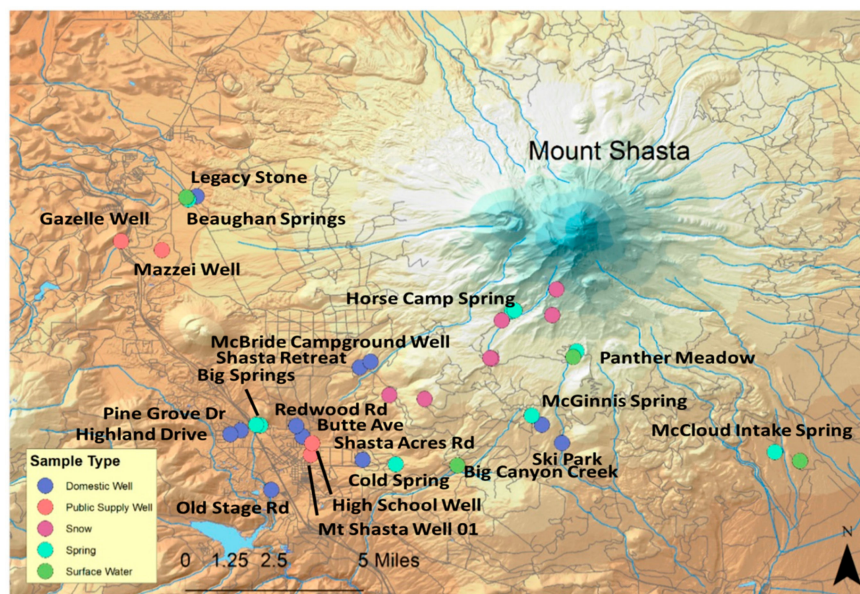 Mount Shasta
Legacy Stone
Beaughan Springs
Gazelle Well
Mazzei Well
Horse Camp Spring
McBride Campground Well
Shasta Retreat
Big Springs
Panther Meadow
McGinnis Spring
Pine Grove Dr
Redwood Rd
Highland Drive
Butte Ave
Shasta Acres Rd
McCloud Intake Spring
Ski Park
Cold Spring
Big Canyon Creek
Old Stage Rd
High School Well
Mt Shasta Well 01
Sample Type
Domestic Well
Public Supply Well
Snow
Spring
Surface Water
0 1.25 2.5 5 Miles
N